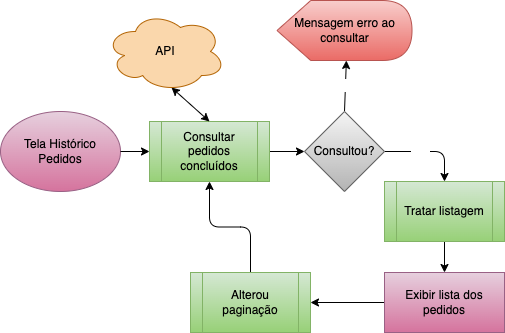 Mensagem erro ao
consultar
API
Tela Histórico
Pedidos
Consultar
pedidos
concluídos
Consultou?
Tratar listagem
Alterou
paginação
Exibir lista dos
pedidos